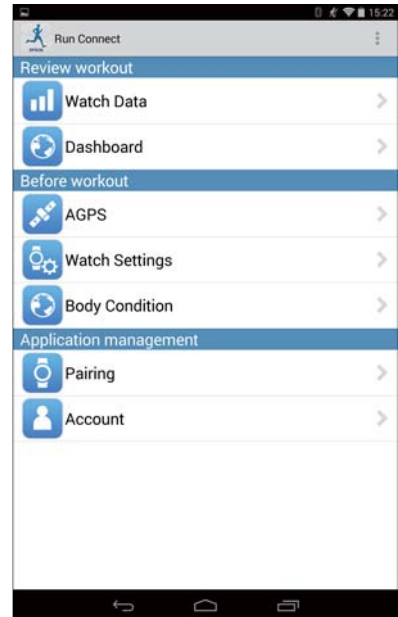 15:22
Run Connect
Review workout
Watch Data
Dashboard
Before workout
AGPS
Watch Settings
Body Condition
Application management
Pairing
Account